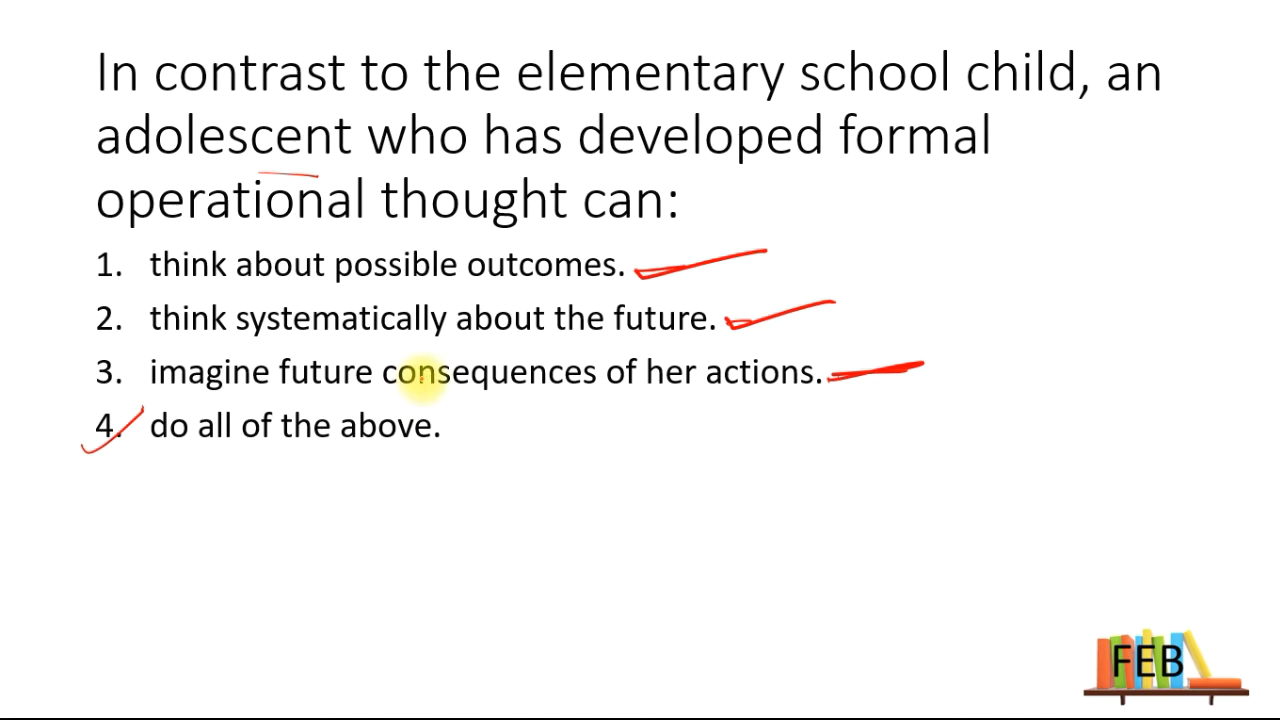 In contrast to the elementary school child, an
adolescent who has developed formal
operational thought can:
1. think about possible outcomes.
2. think systematically about the future.
3. imagine future consequences of her actions.
4. do all of the above.
FEB